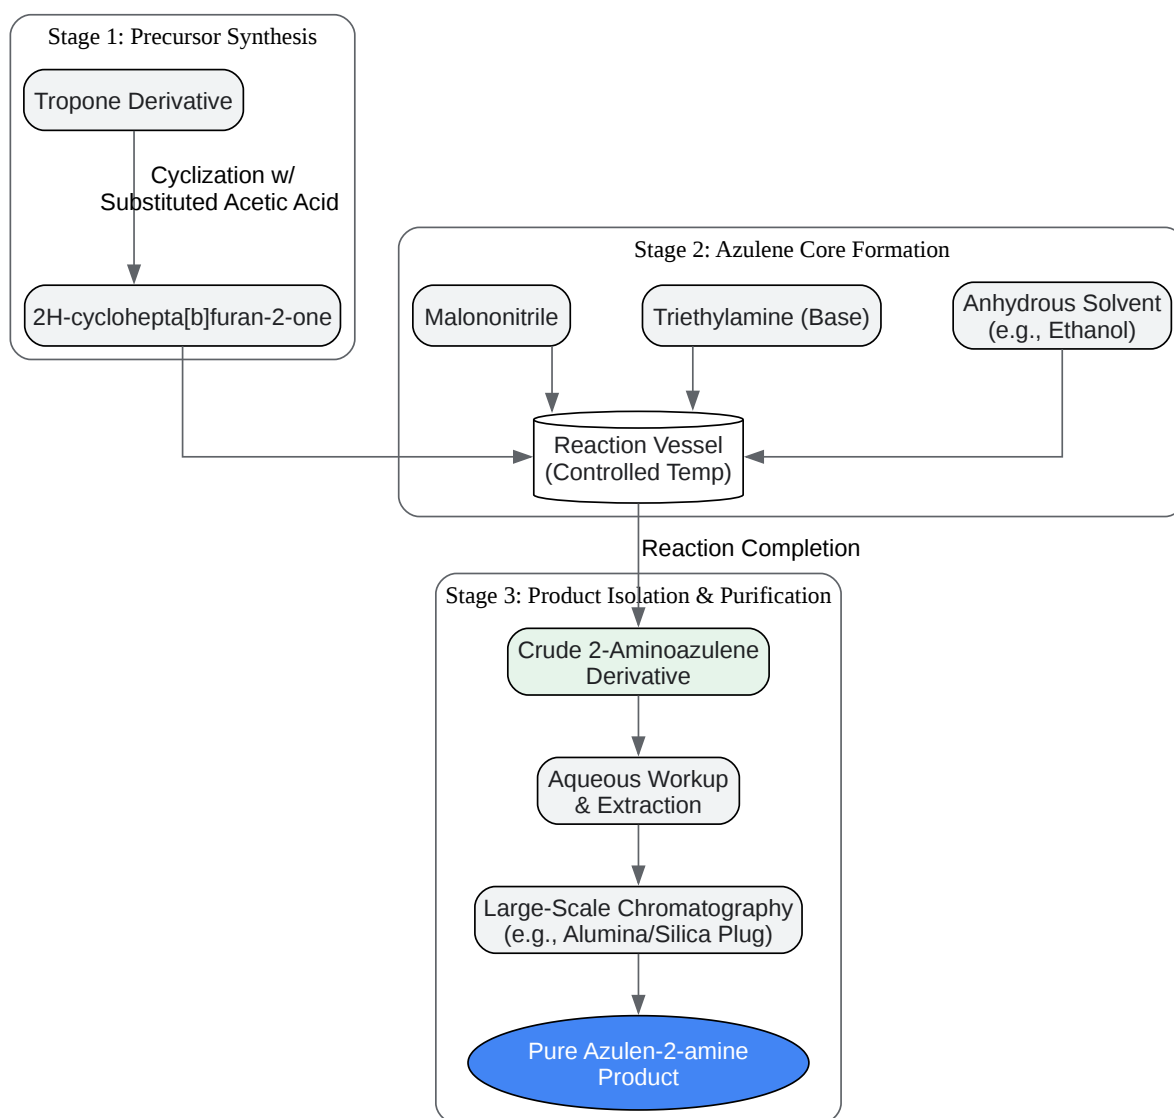 Stage 1: Precursor Synthesis
Tropone Derivative
Cyclization w/
Substituted Acetic Acid
2H-cyclohepta[b]furan-2-one
Stage 2: Azulene Core Formation
Malononitrile
Triethylamine (Base)
Anhydrous Solvent
(e.g., Ethanol)
Reaction Vessel
(Controlled Temp)
Reaction Completion
Stage 3: Product Isolation & Purification
Crude 2-Aminoazulene
Derivative
Aqueous Workup
& Extraction
Large-Scale Chromatography
(e.g., Alumina/Silica Plug)
Pure Azulen-2-amine
Product